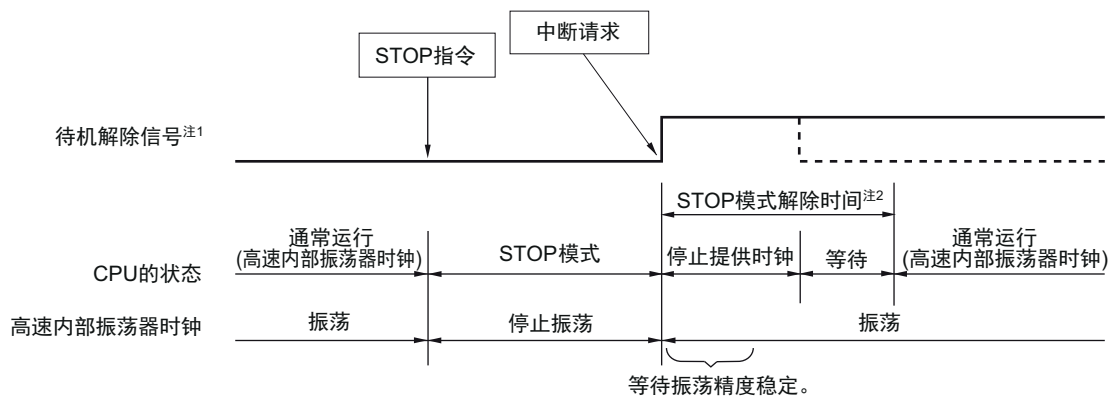 中断请求
STOP指令
待机解除信号注1
STOP模式解除时间注2
通常运行
(高速内部振荡器时钟)
STOP模式
停止提供时钟
等待
通常运行
(高速内部振荡器时钟)
CPU的状态
高速内部振荡器时钟
振荡
停止振荡
振荡
等待振荡精度稳定。